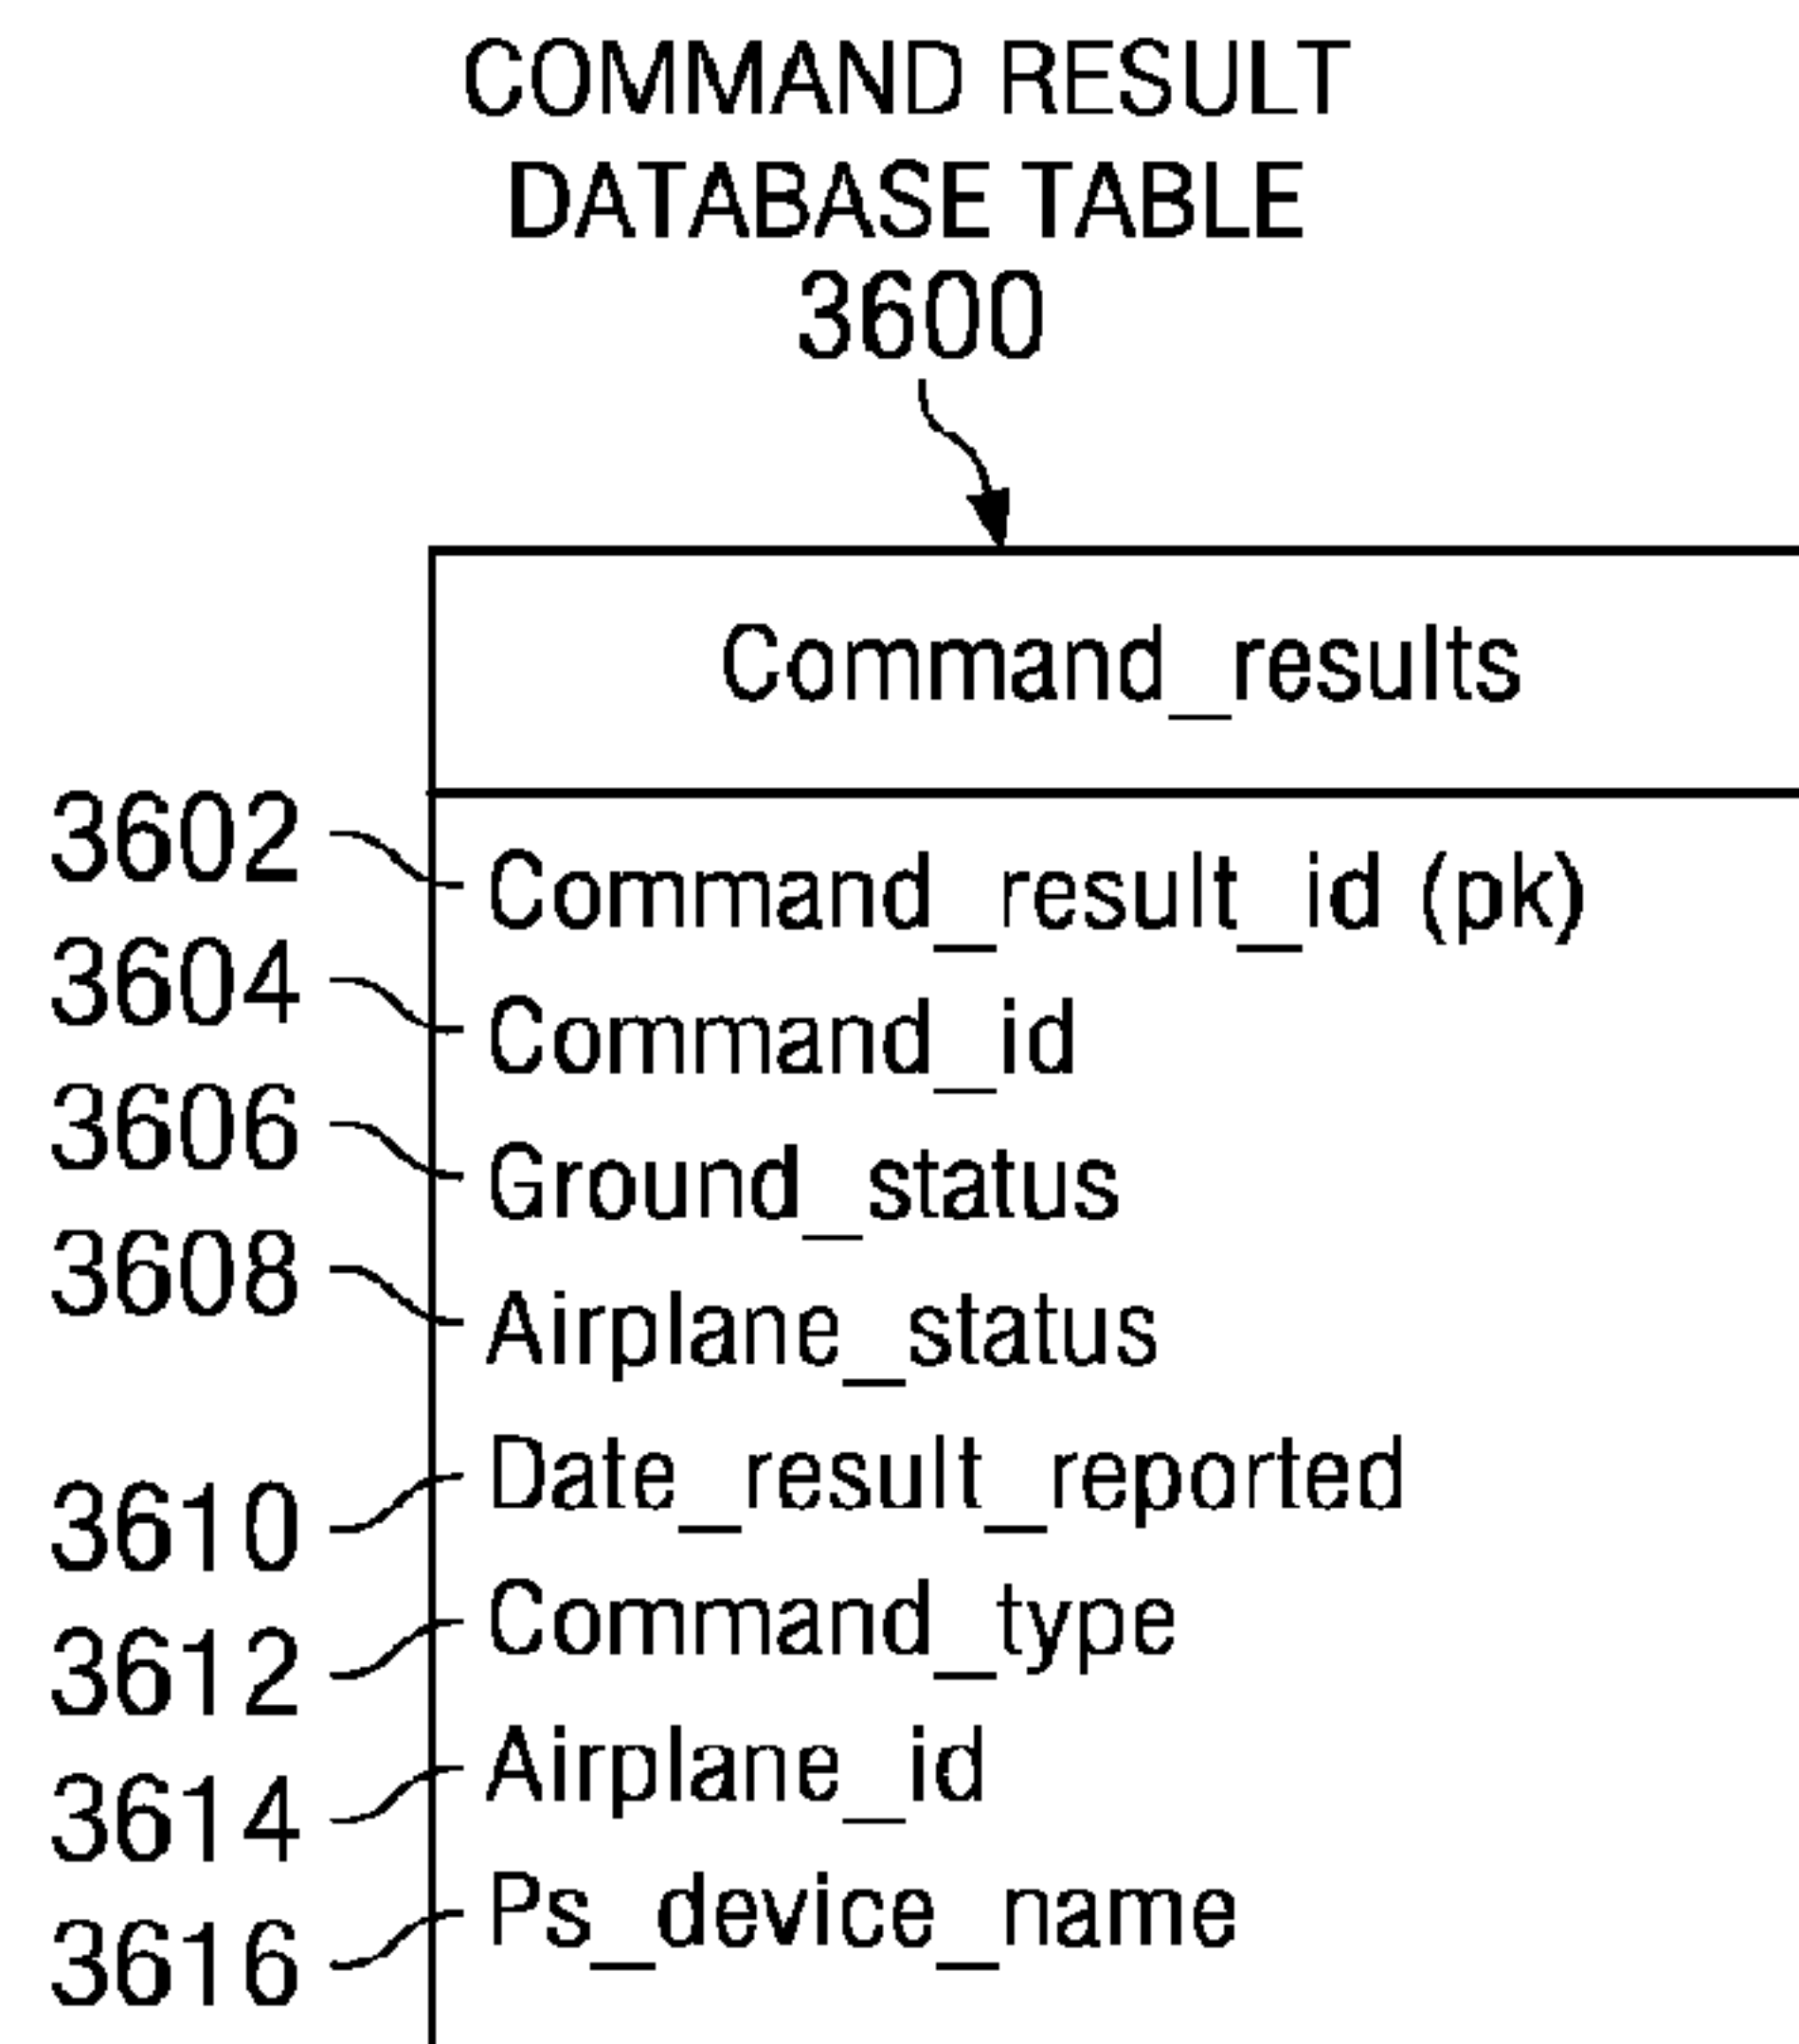 COMMAND RESULT
DATABASE TABLE
3600
Command_results
3602 Command_result_id (pk)
3604 Command_id
3606 Ground_status
3608 Airplane_status
3610 Date_result_reported
3612 Command_type
3614 Airplane_id
3616 Ps_device_name